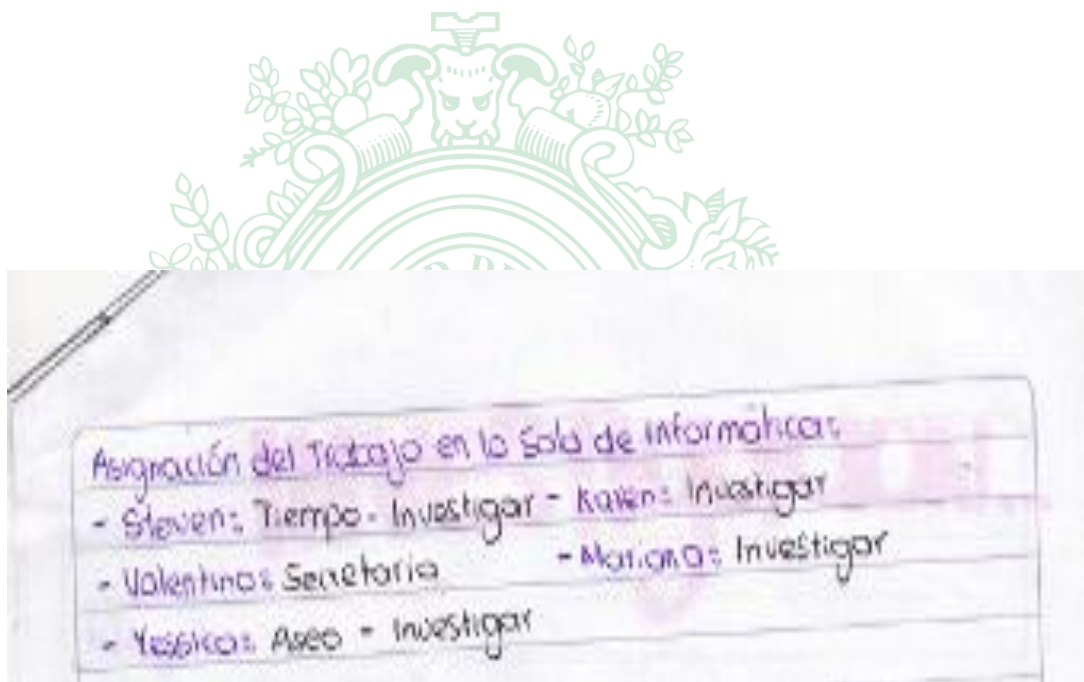 Asignación del Trabajo en la Sala de Informática:
- Steven: Tiempo - Investigar - Karen: Investigar
- Valentina: Secretaria - Mariana: Investigar
- Yessica: Aseo - Investigar